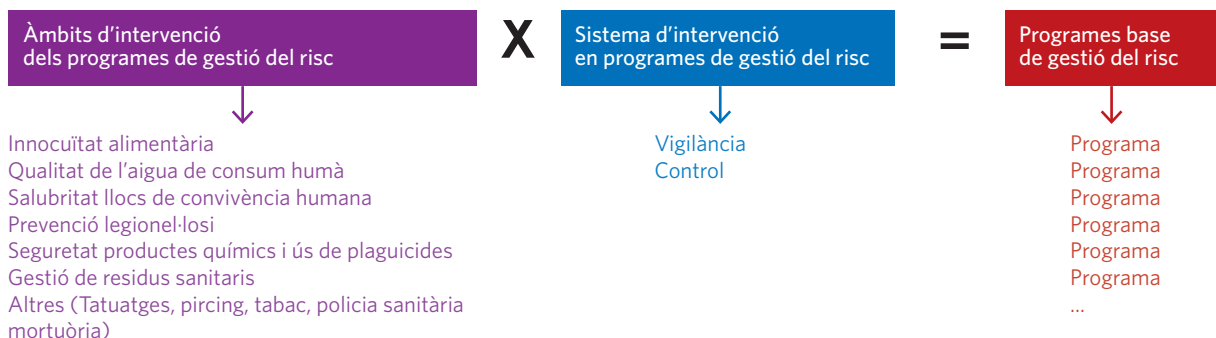 Àmbits d'intervenció
dels programes de gestió del risc
X
Sistema d'intervenció
en programes de gestió del risc
=
Programes base
de gestió del risc
Innocuïtat alimentària
Qualitat de l'aigua de consum humà
Salubritat llocs de convivència humana
Prevenció legionel·losi
Seguretat productes químics i ús de plaguicides
Gestió de residus sanitaris
Altres (Tatuatges, pircing, tabac, policia sanitària
mortuòria)
Vigilància
Control
Programa
Programa
Programa
Programa
Programa
Programa
...